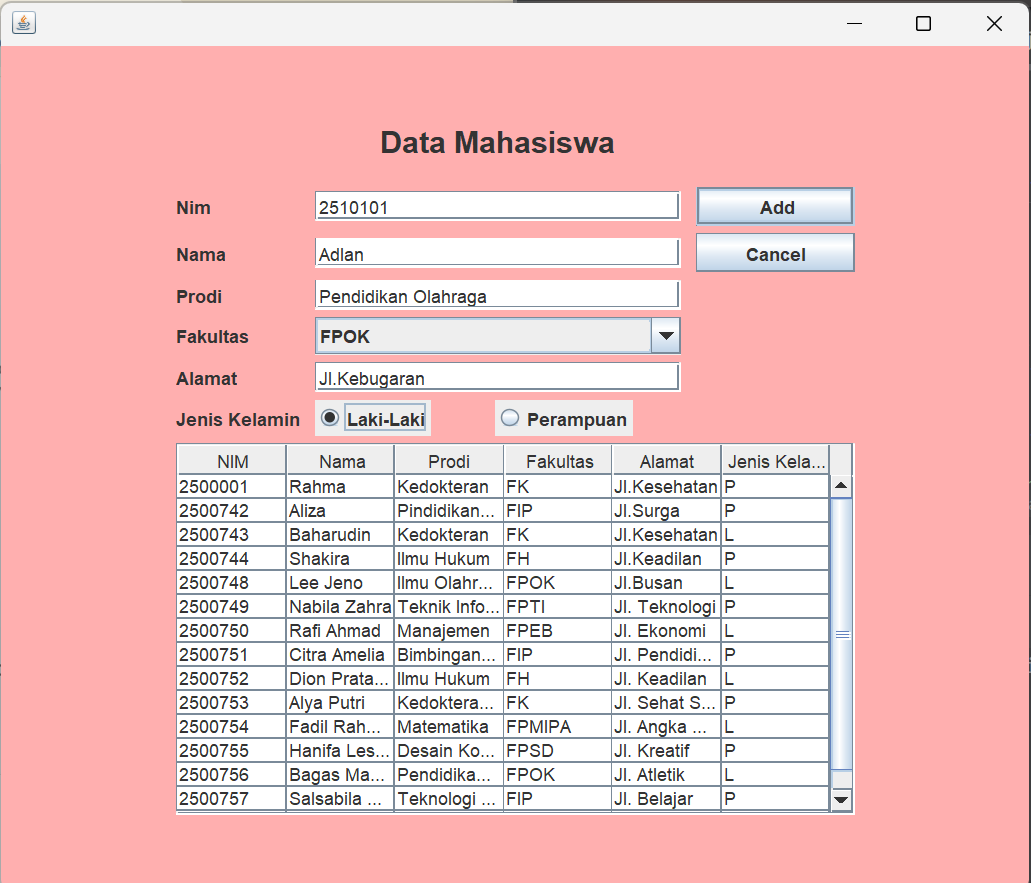 Data Mahasiswa
Nim 2510101 Add
Nama Adlan Cancel
Prodi Pendidikan Olahraga
Fakultas FPOK
Alamat Jl.Kebugaran
Jenis Kelamin Laki-Laki Perampuan
NIM Nama Prodi Fakultas Alamat Jenis Kela...
2500001 Rahma Kedokteran FK Jl.Kesehatan P
2500742 Aliza Pindidikan... FIP Jl.Surga P
2500743 Baharudin Kedokteran FK Jl.Kesehatan L
2500744 Shakira Ilmu Hukum FH Jl.Keadilan P
2500748 Lee Jeno Ilmu Olahr... FPOK Jl.Busan L
2500749 Nabila Zahra Teknik Info... FPTI Jl. Teknologi P
2500750 Rafi Ahmad Manajemen FPEB Jl. Ekonomi L
2500751 Citra Amelia Bimbingan... FIP Jl. Pendidi... P
2500752 Dion Prata... Ilmu Hukum FH Jl. Keadilan L
2500753 Alya Putri Kedoktera... FK Jl. Sehat S... P
2500754 Fadil Rah... Matematika FPMIPA Jl. Angka ... L
2500755 Hanifa Les... Desain Ko... FPSD Jl. Kreatif P
2500756 Bagas Ma... Pendidika... FPOK Jl. Atletik L
2500757 Salsabila ... Teknologi ... FIP Jl. Belajar P